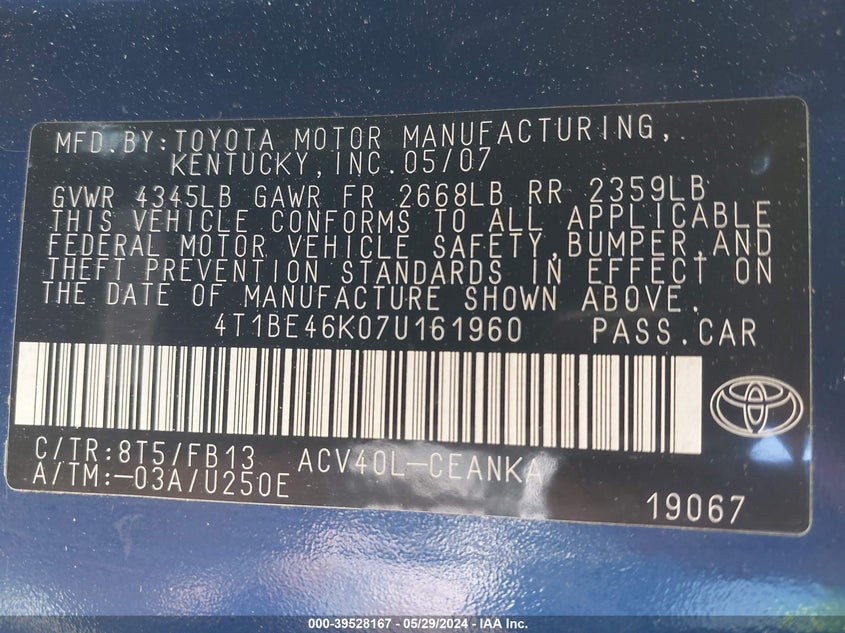 MFD.BY:TOYOTA MOTOR MANUFACTURING,
KENTUCKY,INC.05/07
GVWR 4345LB GAWR FR 2668LB RR 2359LB
THIS VEHICLE CONFORMS TO ALL APPLICABLE
FEDERAL MOTOR VEHICLE SAFETY,BUMPER,AND
THEFT PREVENTION STANDARDS IN EFFECT ON
THE DATE OF MANUFACTURE SHOWN ABOVE.
4T1BE46K07U161960 PASS.CAR
C/TR:8T5/FB13 ACV40L-CEANKA
A/TM:-03A/U250E
19067
000-39528167 - 05/29/2024 - IAA Inc.